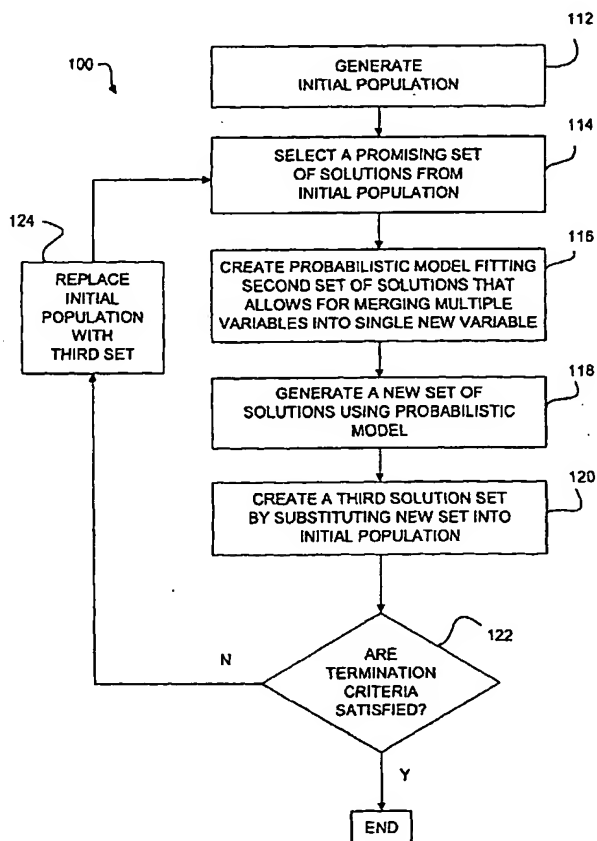 112
100
GENERATE
INITIAL POPULATION
114
SELECT A PROMISING SET
OF SOLUTIONS FROM
INITIAL POPULATION
124
116
REPLACE
INITIAL
POPULATION
WITH
THIRD SET
CREATE PROBABILISTIC MODEL FITTING
SECOND SET OF SOLUTIONS THAT
ALLOWS FOR MERGING MULTIPLE
VARIABLES INTO SINGLE NEW VARIABLE
118
GENERATE A NEW SET OF
SOLUTIONS USING PROBABILISTIC
MODEL
120
CREATE A THIRD SOLUTION SET
BY SUBSTITUTING NEW SET INTO
INITIAL POPULATION
122
N
ARE
TERMINATION
CRITERIA
SATISFIED?
Y
END